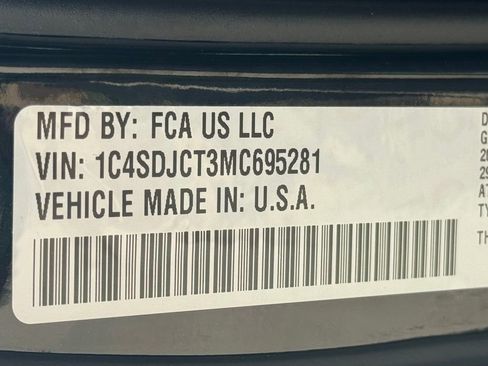 MFD BY: FCA US LLC
VIN: 1C4SDJCT3MC695281
VEHICLE MADE IN: U.S.A.